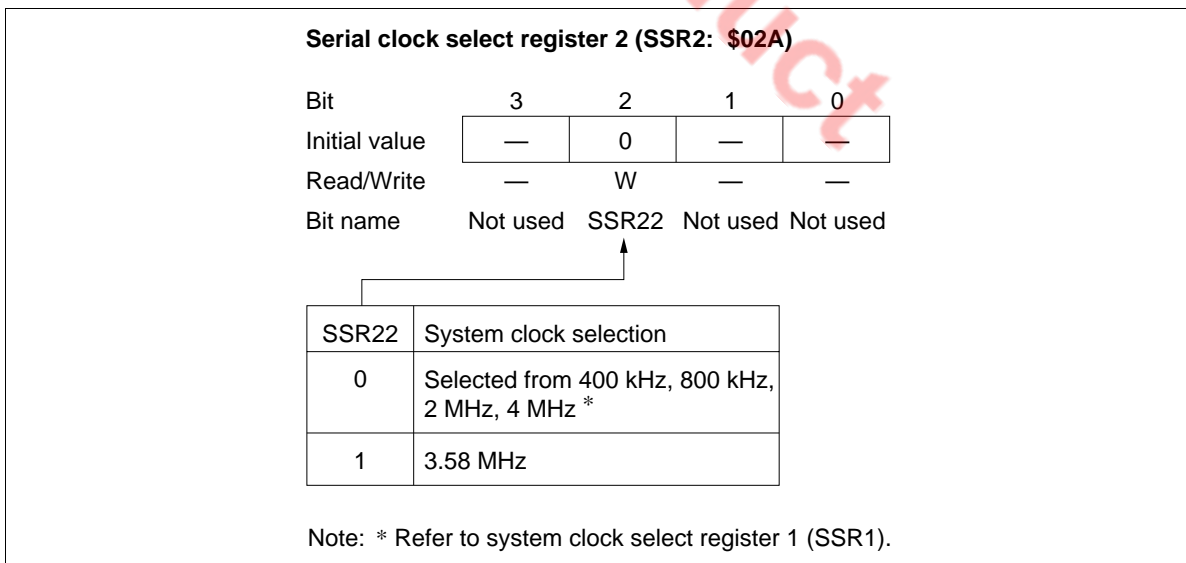 Serial clock select register 2 (SSR2: $02A)
Bit 3 2 1 0
Initial value — 0 — —
Read/Write — W — —
Bit name Not used SSR22 Not used Not used
SSR22 System clock selection
0 Selected from 400 kHz, 800 kHz,
2 MHz, 4 MHz *
1 3.58 MHz
Note: * Refer to system clock select register 1 (SSR1).